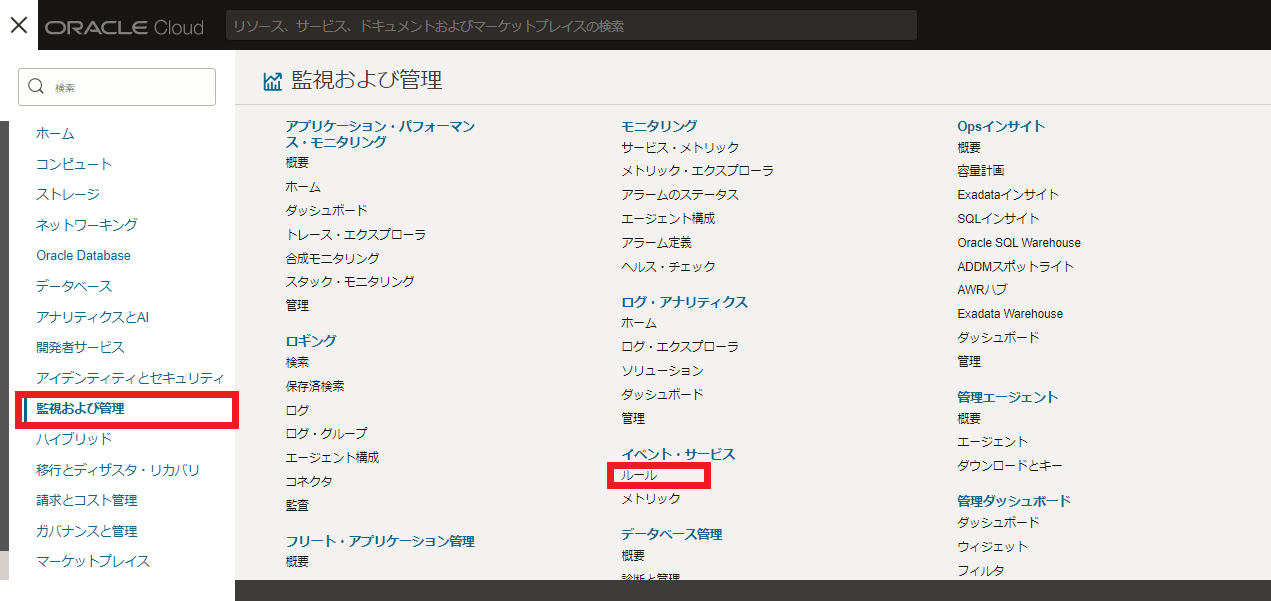 ORACLE Cloud
リソース、サービス、ドキュメントおよびマーケットプレイスの検索
検索
ホーム
コンピュート
ストレージ
ネットワーキング
Oracle Database
データベース
アナリティクスとAI
開発者サービス
アイデンティティとセキュリティ
監視および管理
ハイブリッド
移行とディザスタ・リカバリ
請求とコスト管理
ガバナンスと管理
マーケットプレイス
監視および管理
アプリケーション・パフォーマン
ス・モニタリング
概要
ホーム
ダッシュボード
トレース・エクスプローラ
合成モニタリング
スタック・モニタリング
管理
ロギング
検索
保存済検索
ログ
ログ・グループ
エージェント構成
コネクタ
監査
フリート・アプリケーション管理
概要
モニタリング
サービス・メトリック
メトリック・エクスプローラ
アラームのステータス
エージェント構成
アラーム定義
ヘルス・チェック
ログ・アナリティクス
ホーム
ログ・エクスプローラ
ソリューション
ダッシュボード
管理
イベント・サービス
ルール
メトリック
データベース管理
概要
診断と管理
Opsインサイト
概要
容量計画
Exadataインサイト
SQLインサイト
Oracle SQL Warehouse
ADDMスポットライト
AWRハブ
Exadata Warehouse
ダッシュボード
管理
管理エージェント
概要
エージェント
ダウンロードとキー
管理ダッシュボード
ダッシュボード
ウィジェット
フィルタ